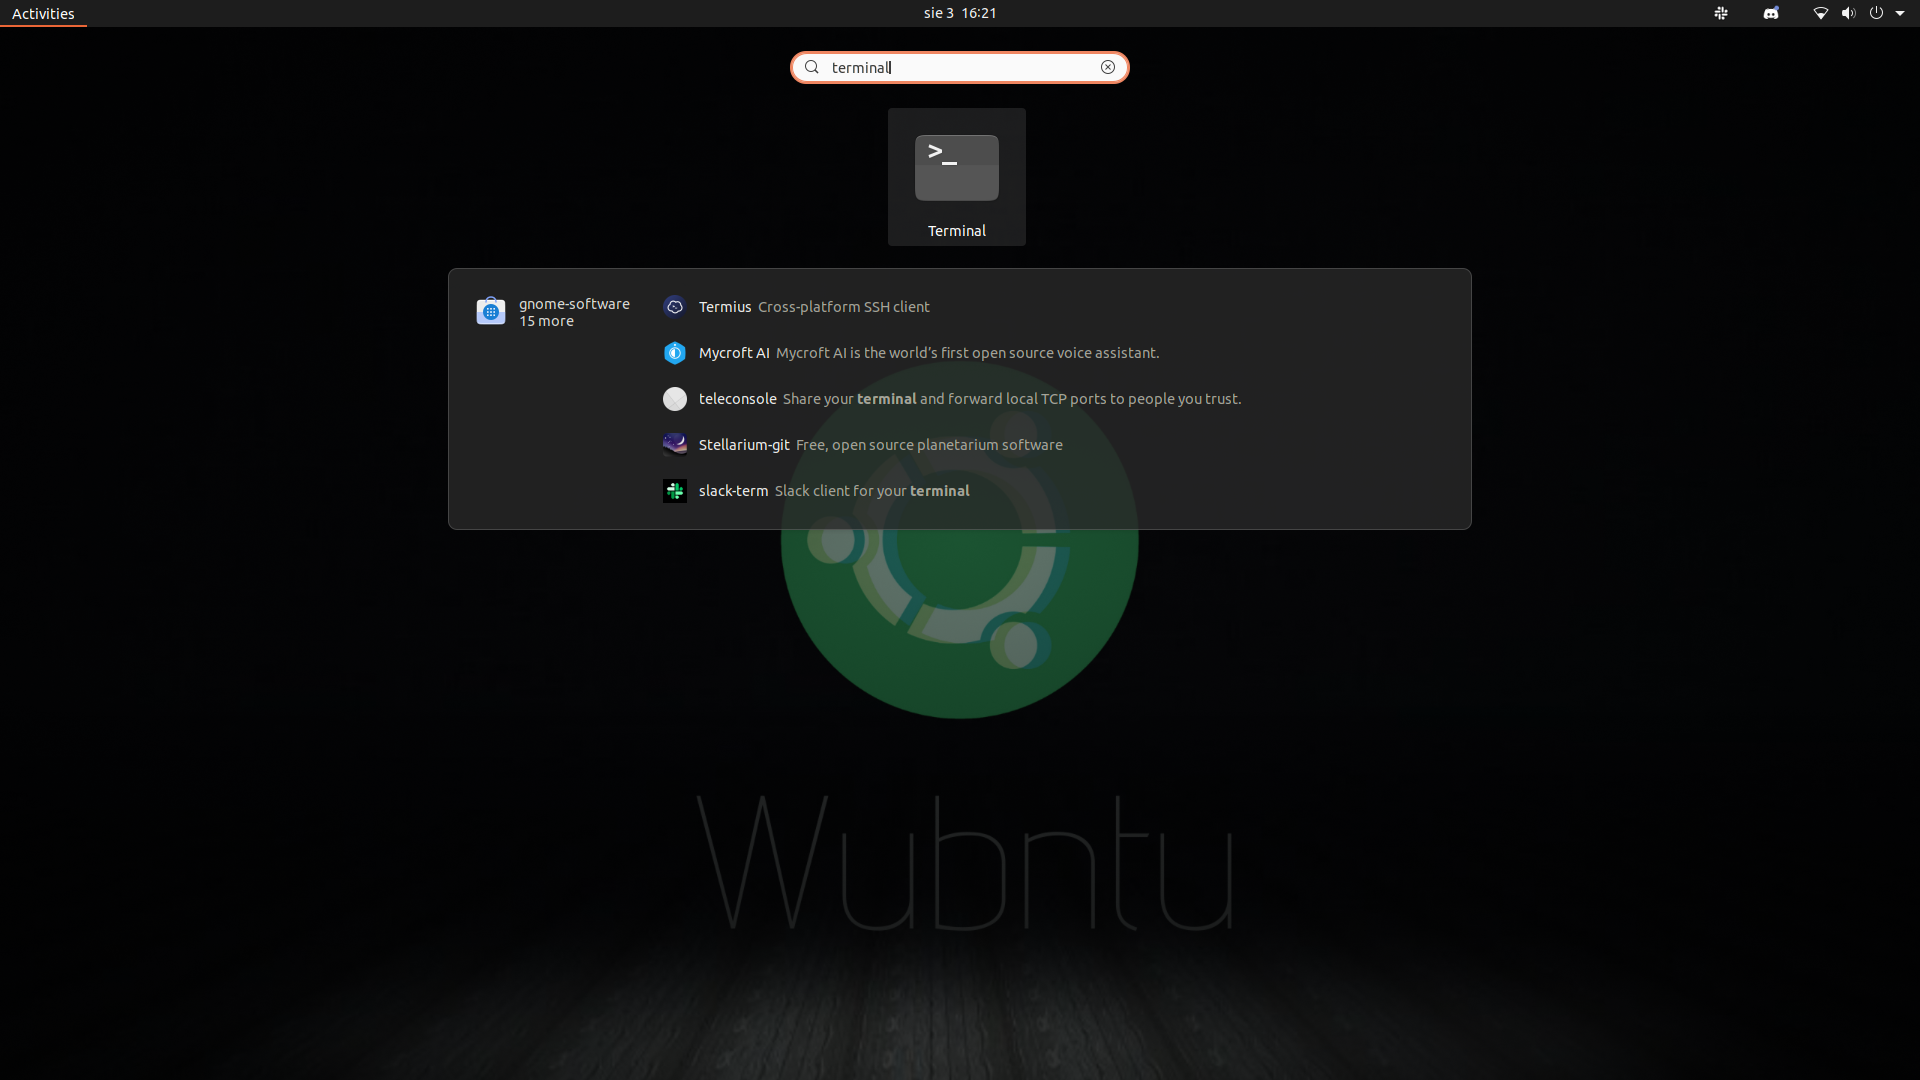 Activities
sie 3 16:21
terminal
>_
Terminal
gnome-software
15 more
Termius Cross-platform SSH client
Mycroft AI Mycroft AI is the world’s first open source voice assistant.
teleconsole Share your terminal and forward local TCP ports to people you trust.
Stellarium-git Free, open source planetarium software
slack-term Slack client for your terminal
Wubntu